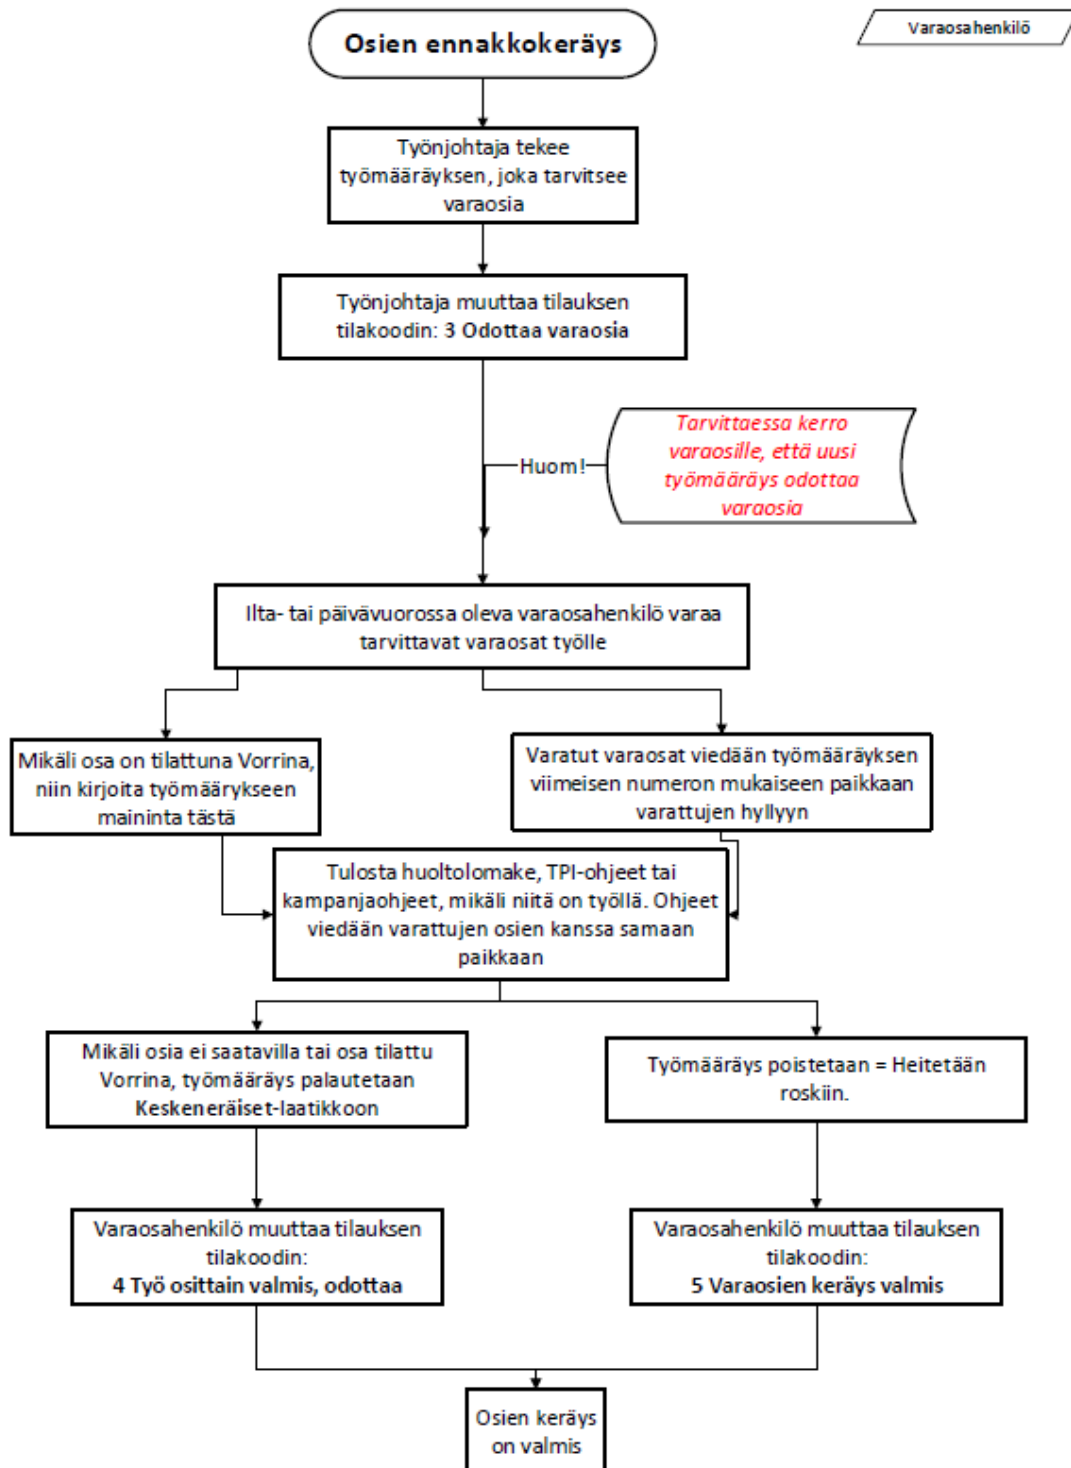 Osien ennakkokeräys
Varaosahenkilö
Työnjohtaja tekee
työmääräyksen, joka tarvitsee
varaosia
Työnjohtaja muuttaa tilauksen
tilakoodin: 3 Odottaa varaosia
Tarvittaessa kerro
varaosille, että uusi
työmääräys odottaa
varaosia
Huom!
Ilta- tai päivävuorossa oleva varaosahenkilö varaa
tarvittavat varaosat työlle
Mikäli osa on tilattuna Vorrina,
niin kirjoita työmäärykseen
maininta tästä
Varatut varaosat viedään työmääräyksen
viimeisen numeron mukaiseen paikkaan
varattujen hyllyyn
Tulosta huoltolomake, TPI-ohjeet tai
kampanjaohjeet, mikäli niitä on työllä. Ohjeet
viedään varattujen osien kanssa samaan
paikkaan
Mikäli osia ei saatavilla tai osa tilattu
Vorrina, työmääräys palautetaan
Keskeneräiset-laatikkoon
Työmääräys poistetaan = Heitetään
roskiin.
Varaosahenkilö muuttaa tilauksen
tilakoodin:
4 Työ osittain valmis, odottaa
Varaosahenkilö muuttaa tilauksen
tilakoodin:
5 Varaosien keräys valmis
Osien keräys
on valmis